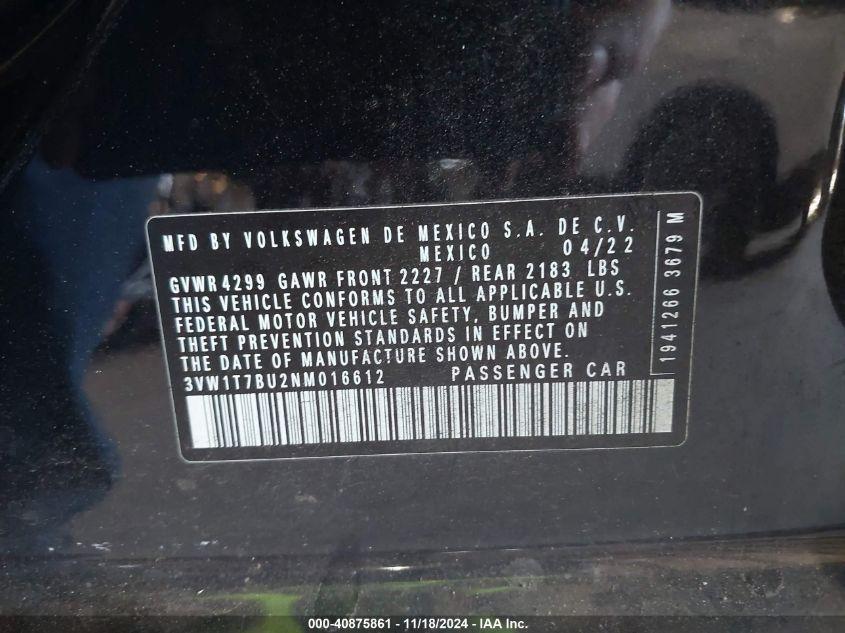 MFD BY VOLKSWAGEN DE MEXICO S.A. DE C.V.
MEXICO 04/22
GVWR 4299 GAWR FRONT 2227 / REAR 2183 LBS
THIS VEHICLE CONFORMS TO ALL APPLICABLE U.S.
FEDERAL MOTOR VEHICLE SAFETY, BUMPER AND
THEFT PREVENTION STANDARDS IN EFFECT ON
THE DATE OF MANUFACTURE SHOWN ABOVE.
3VW1T7BU2NM016612 PASSENGER CAR
1941266 3679 M
000-40875861 - 11/18/2024 - IAA Inc.